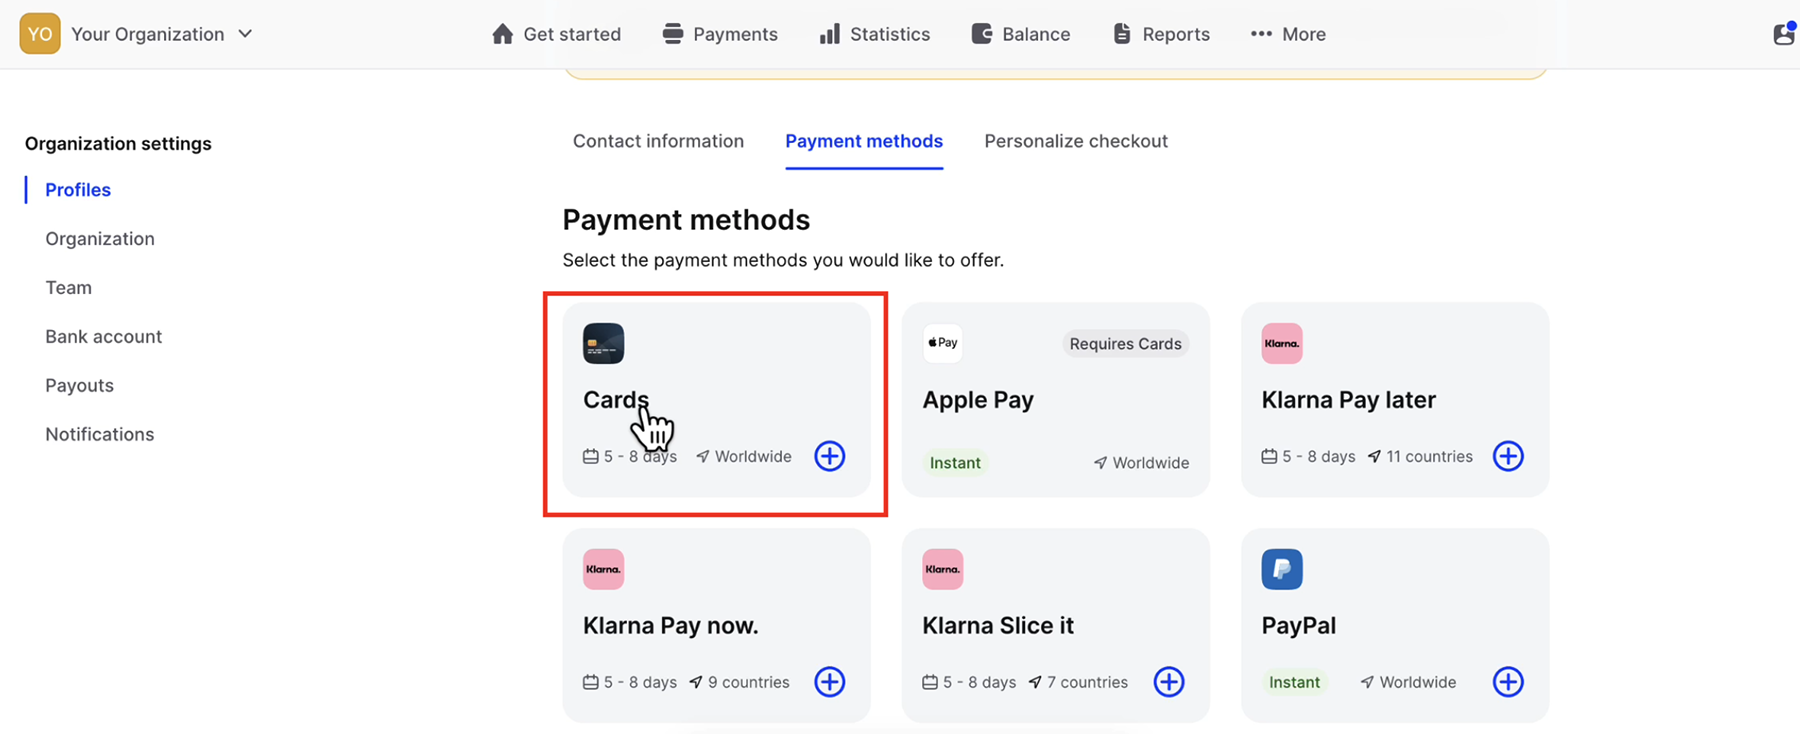 YO Your Organization Get started Payments Statistics Balance Reports More
Organization settings
Profiles
Organization
Team
Bank account
Payouts
Notifications
Contact information Payment methods Personalize checkout
Payment methods
Select the payment methods you would like to offer.
Cards
5 - 8 days Worldwide
Pay Requires Cards
Apple Pay
Instant Worldwide
Klarna.
Klarna Pay later
5 - 8 days 11 countries
Klarna.
Klarna Pay now.
5 - 8 days 9 countries
Klarna.
Klarna Slice it
5 - 8 days 7 countries
PayPal
Instant Worldwide